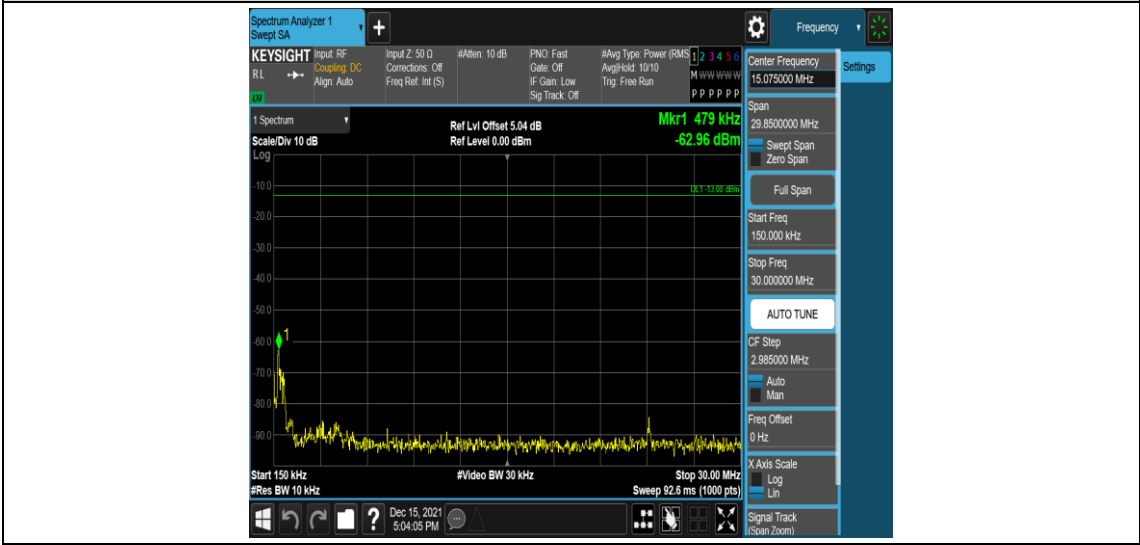 Spectrum Analyzer 1
Swept SA
+
Frequency
KEYSIGHT
RL
LM
Input: RF
Coupling: DC
Align: Auto
Input Z: 50 Ω
Corrections: Off
Freq Ref: Int (S)
#Atten: 10 dB
PNO: Fast
Gate: Off
IF Gain: Low
Sig Track: Off
#Avg Type: Power (RMS
Avg|Hold: 10/10
Trig: Free Run
1 2 3 4 5 6
M W W W W W
P P P P P P
1 Spectrum
Scale/Div 10 dB
Log
Ref Lvl Offset 5.04 dB
Ref Level 0.00 dBm
Mkr1 479 kHz
-62.96 dBm
DL1 -13.00 dBm
-10.0
-20.0
-30.0
-40.0
-50.0
-60.0
-70.0
-80.0
-90.0
1
Start 150 kHz
#Res BW 10 kHz
#Video BW 30 kHz
Stop 30.00 MHz
Sweep 92.6 ms (1000 pts)
Center Frequency
15.075000 MHz
Span
29.8500000 MHz
Swept Span
Zero Span
Full Span
Start Freq
150.000 kHz
Stop Freq
30.000000 MHz
AUTO TUNE
CF Step
2.985000 MHz
Auto
Man
Freq Offset
0 Hz
X Axis Scale
Log
Lin
Signal Track
(Span Zoom)
Settings
?
Dec 15, 2021
5:04:05 PM